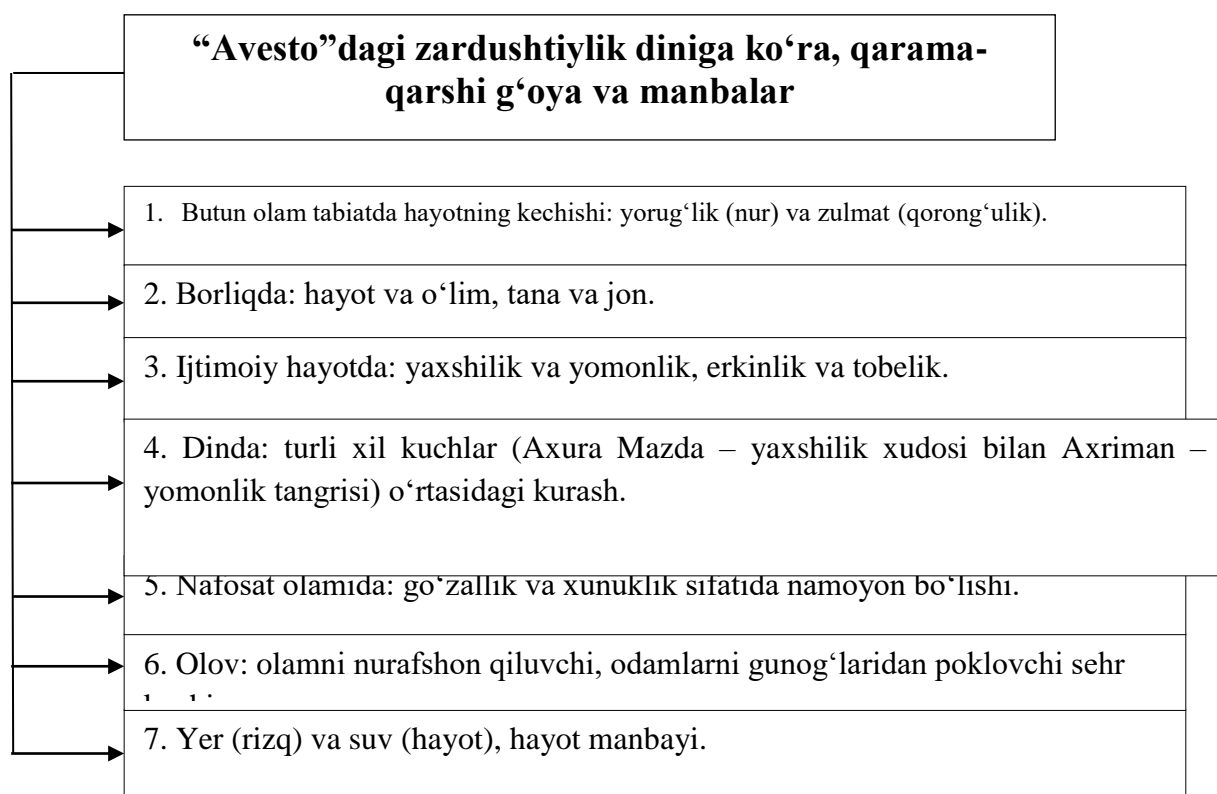 “Avesto”dagi zardushtiylik diniga ko‘ra, qarama-
qarshi g‘oya va manbalar
1. Butun olam tabiatda hayotning kechishi: yorug‘lik (nur) va zulmat (qorong‘ulik).
2. Borliqda: hayot va o‘lim, tana va jon.
3. Ijtimoiy hayotda: yaxshilik va yomonlik, erkinlik va tobelik.
4. Dinda: turli xil kuchlar (Axura Mazda – yaxshilik xudosi bilan Axriman –
yomonlik tangrisi) o‘rtasidagi kurash.
5. Nafosat olamida: go‘zallik va xunuklik sifatida namoyon bo‘lishi.
6. Olov: olamni nurafshon qiluvchi, odamlarni gunog‘laridan poklovchi sehr
7. Yer (rizq) va suv (hayot), hayot manbayi.